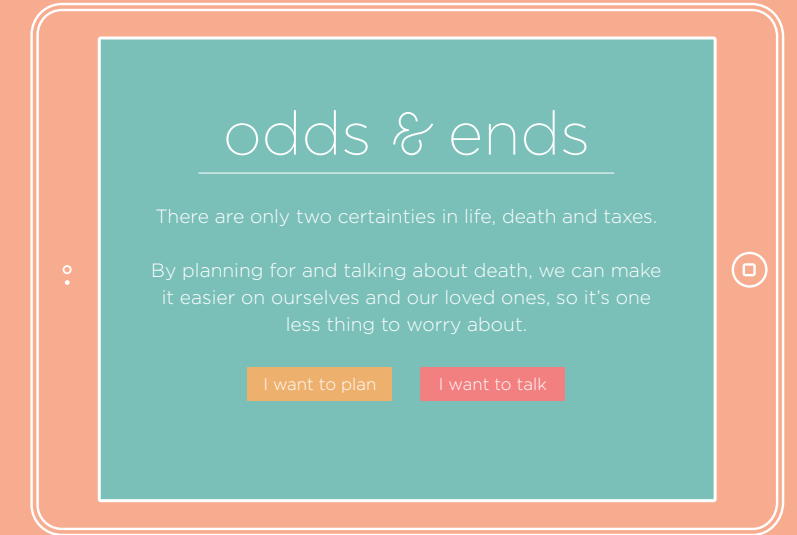 odds & ends
There are only two certainties in life, death and taxes.
By planning for and talking about death, we can make
it easier on ourselves and our loved ones, so it's one
less thing to worry about.
I want to plan
I want to talk